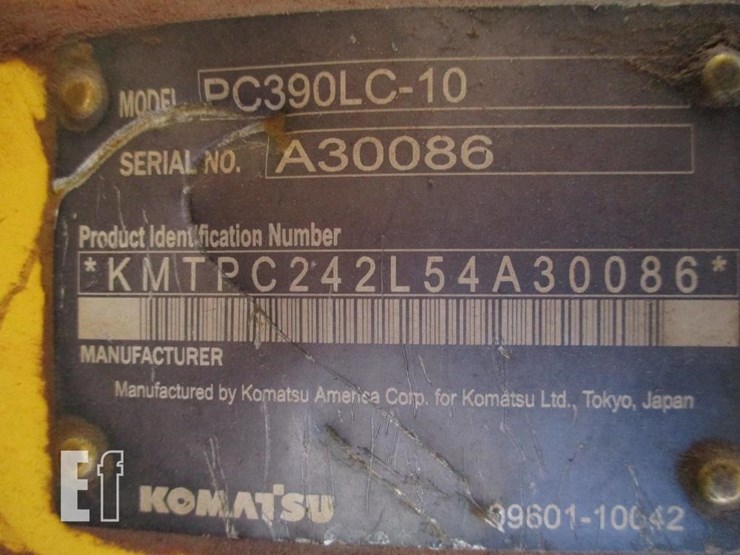 MODEL PC390LC-10
SERIAL NO. A30086
Product Identification Number
*KMTPC242L54A30086*
MANUFACTURER
Manufactured by Komatsu America Corp. for Komatsu Ltd., Tokyo, Japan
Ef
KOMATSU 09601-10642